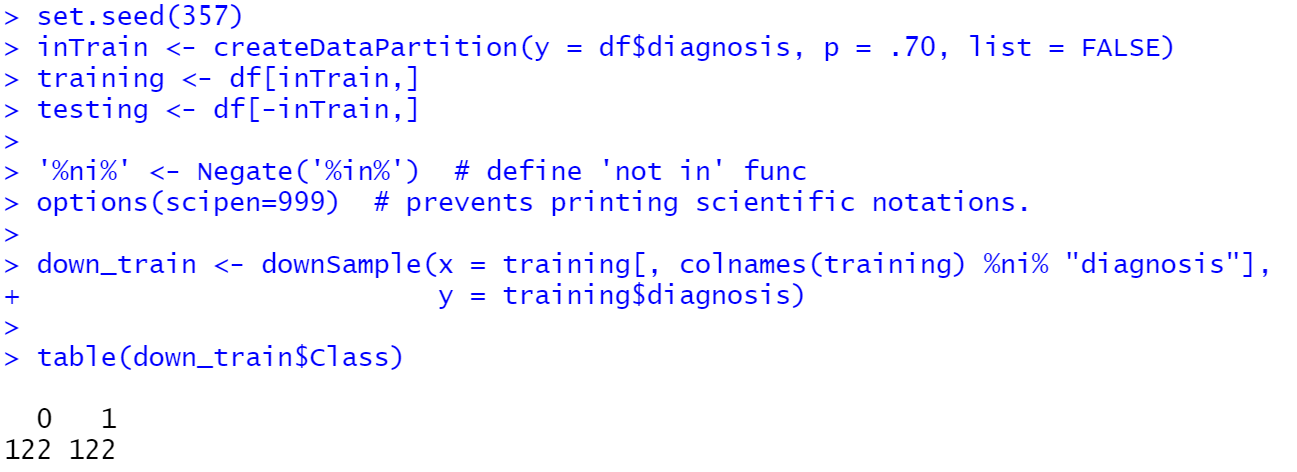 > set.seed(357)
> inTrain <- createDataPartition(y = df$diagnosis, p = .70, list = FALSE)
> training <- df[inTrain,]
> testing <- df[-inTrain,]
>
> '%ni%' <- Negate('%in%')  # define 'not in' func
> options(scipen=999)  # prevents printing scientific notations.
>
> down_train <- downSample(x = training[, colnames(training) %ni% "diagnosis"],
+                          y = training$diagnosis)
>
> table(down_train$Class)
  0   1
122 122